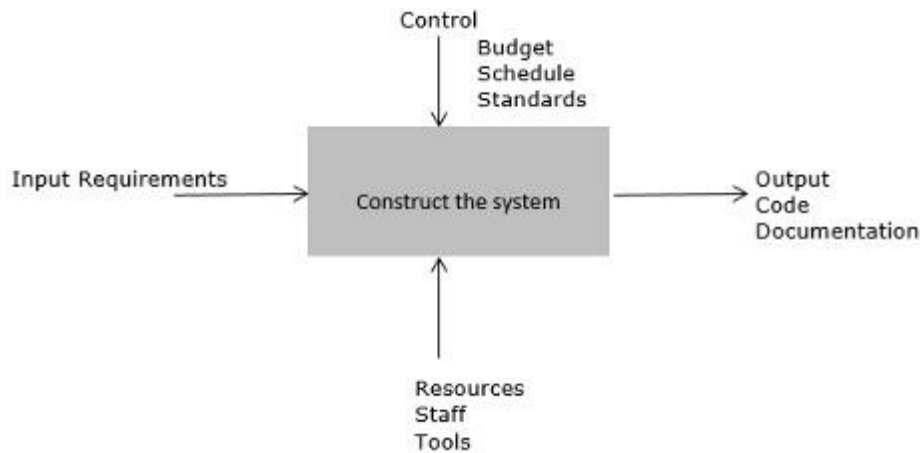 Control
Budget
Schedule
Standards
Input Requirements
Construct the system
Output
Code
Documentation
Resources
Staff
Tools